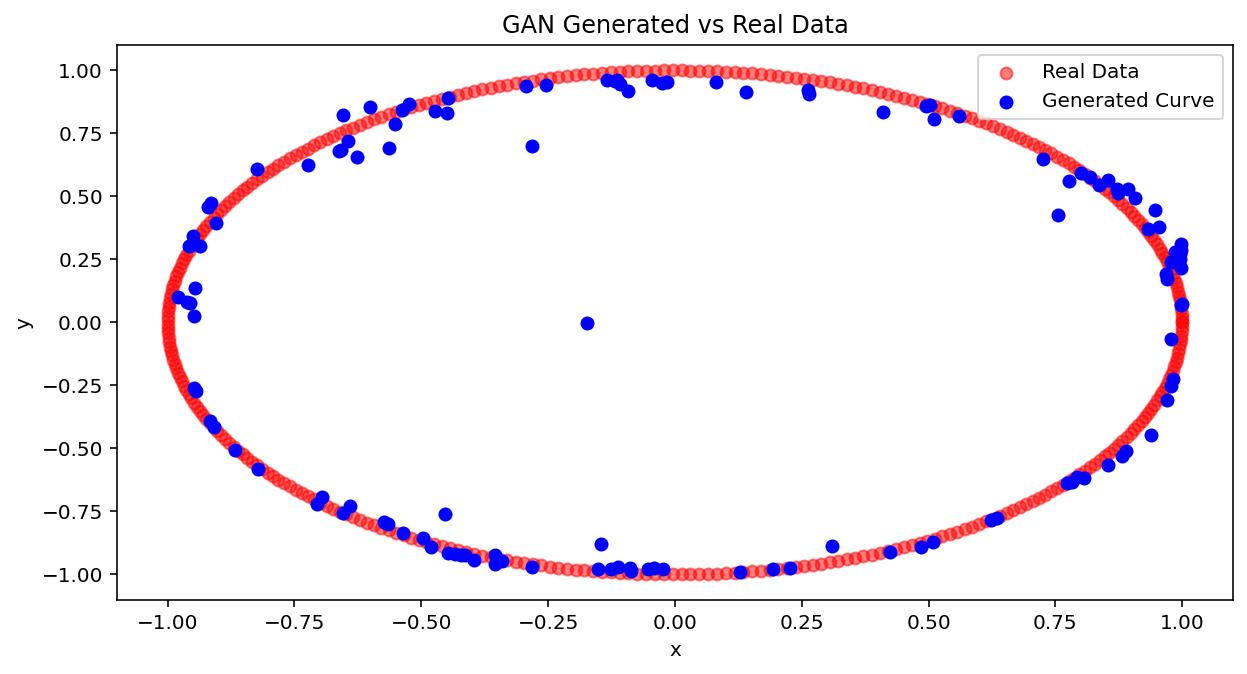 GAN Generated vs Real Data
Real Data
Generated Curve
1.00
0.75
0.50
0.25
0.00
−0.25
−0.50
−0.75
−1.00
y
−1.00 −0.75 −0.50 −0.25 0.00 0.25 0.50 0.75 1.00
x